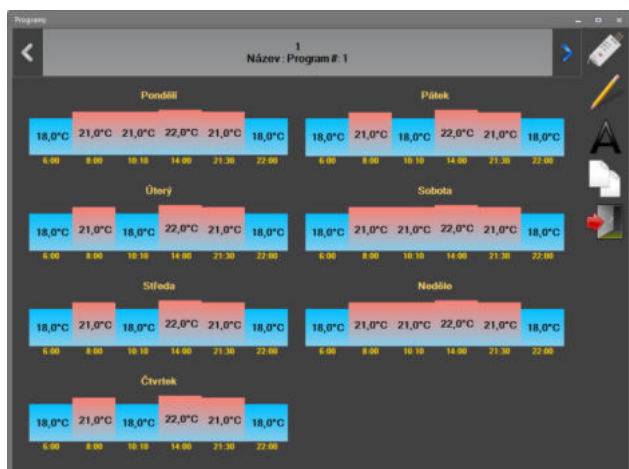 Programy
1
Název : Program #: 1
Pondělí
18,0°C 21,0°C 21,0°C 22,0°C 21,0°C 18,0°C
6:00 8:00 10:10 14:00 21:30 22:00
Úterý
18,0°C 21,0°C 18,0°C 22,0°C 21,0°C 18,0°C
6:00 8:00 10:10 14:00 21:30 22:00
Středa
18,0°C 21,0°C 18,0°C 22,0°C 21,0°C 18,0°C
6:00 8:00 10:10 14:00 21:30 22:00
Čtvrtek
18,0°C 21,0°C 18,0°C 22,0°C 21,0°C 18,0°C
6:00 8:00 10:10 14:00 21:30 22:00
Pátek
18,0°C 21,0°C 18,0°C 22,0°C 21,0°C 18,0°C
6:00 8:00 10:10 14:00 21:30 22:00
Sobota
18,0°C 21,0°C 21,0°C 22,0°C 21,0°C 18,0°C
6:00 8:00 10:10 14:00 21:30 22:00
Neděle
18,0°C 21,0°C 21,0°C 22,0°C 21,0°C 18,0°C
6:00 8:00 10:10 14:00 21:30 22:00
A